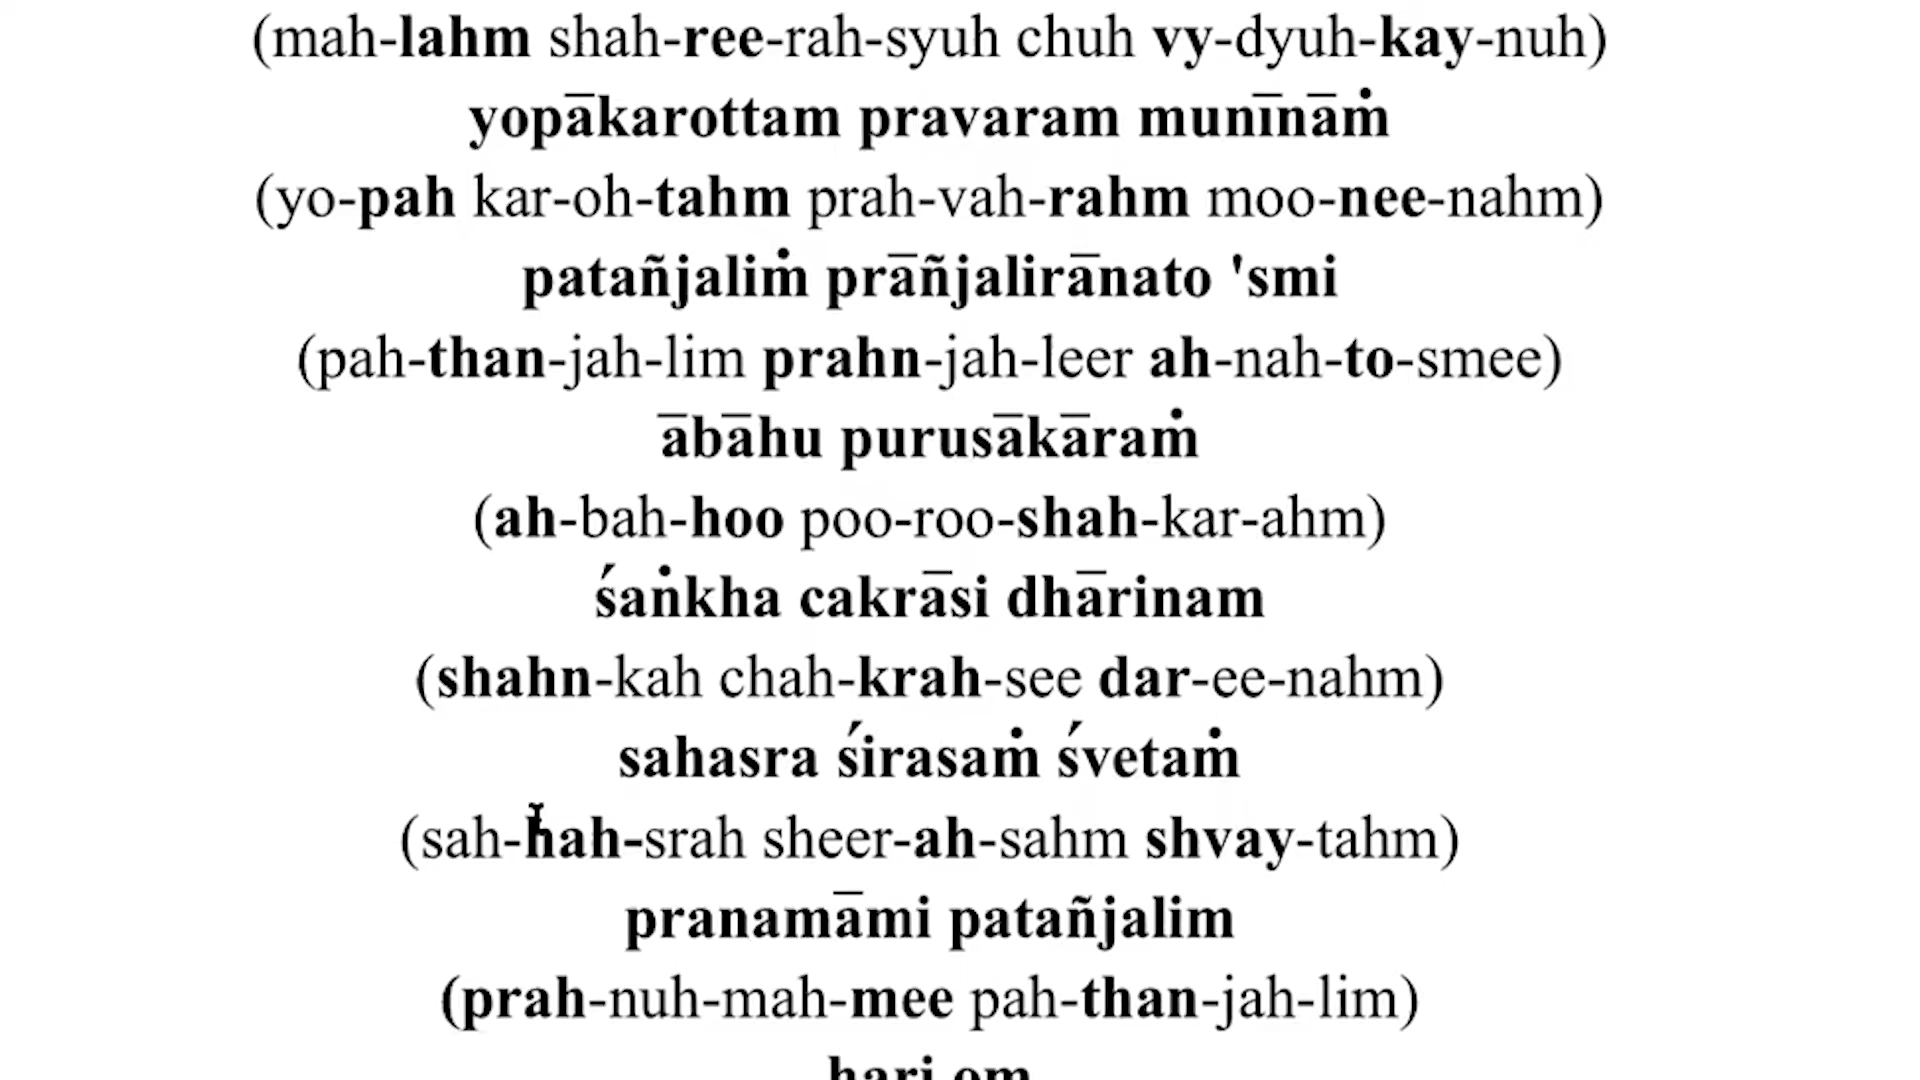 (mah-lahm shah-ree-rah-syuh chuh vy-dyuh-kay-nuh)
yopākarottam pravaram munīnāṁ
(yo-pah kar-oh-tahm prah-vah-rahm moo-nee-nahm)
patañjaliṁ prāñjalirānato 'smi
(pah-than-jah-lim prahn-jah-leer ah-nah-to-smee)
ābāhu purusākāraṁ
(ah-bah-hoo poo-roo-shah-kar-ahm)
śaṅkha cakrāsi dhārinam
(shahn-kah chah-krah-see dar-ee-nahm)
sahasra śirasaṁ śvetaṁ
(sah-hah-srah sheer-ah-sahm shvay-tahm)
pranamāmi patañjalim
(prah-nuh-mah-mee pah-than-jah-lim)
hari om